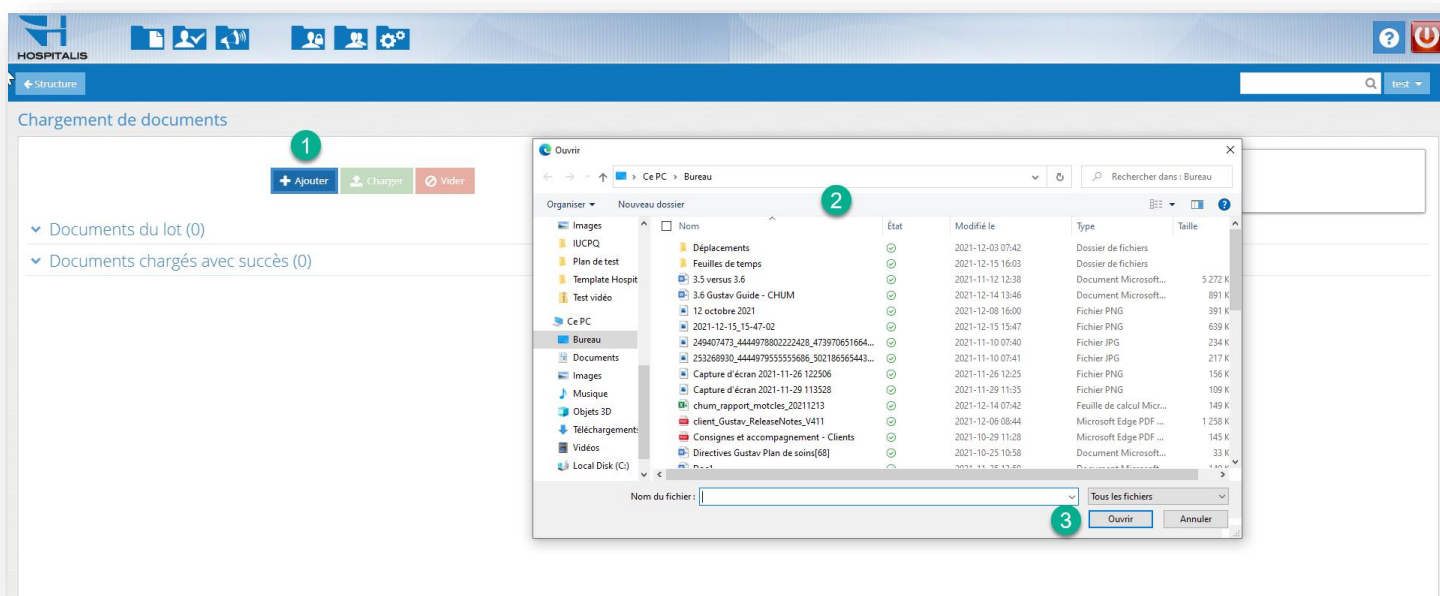 HOSPITALIS
Structure
test
Chargement de documents
1
Ajouter Charger Vider
Documents du lot (0)
Documents chargés avec succès (0)
Ouvrir
Ce PC > Bureau
Rechercher dans : Bureau
2
Organiser Nouveau dossier
Images
IUCPQ
Plan de test
Template Hospit
Test vidéo
Ce PC
Bureau
Documents
Images
Musique
Objets 3D
Téléchargements
Vidéos
Local Disk (C:)
Nom État Modifié le Type Taille
Déplacements 2021-12-03 07:42 Dossier de fichiers
Feuilles de temps 2021-12-15 16:03 Dossier de fichiers
3.5 versus 3.6 2021-11-12 12:38 Document Microsoft... 5 272 K
3.6 Gustav Guide - CHUM 2021-12-14 13:46 Document Microsoft... 891 K
12 octobre 2021 2021-12-08 16:00 Fichier PNG 391 K
2021-12-15_15-47-02 2021-12-15 15:47 Fichier PNG 639 K
249407473_4444978802222428_473970651664... 2021-11-10 07:40 Fichier JPG 234 K
253268930_4444979555555686_502186565443... 2021-11-10 07:41 Fichier JPG 217 K
Capture d'écran 2021-11-26 122506 2021-11-26 12:25 Fichier PNG 156 K
Capture d'écran 2021-11-29 113528 2021-11-29 11:35 Fichier PNG 109 K
chum_rapport_motcles_20211213 2021-12-14 07:42 Feuille de calcul Micr... 149 K
client_Gustav_ReleaseNotes_V411 2021-12-06 08:44 Microsoft Edge PDF ... 1 258 K
Consignes et accompagnement - Clients 2021-10-29 11:28 Microsoft Edge PDF ... 145 K
Directives Gustav Plan de soins[68] 2021-10-25 10:58 Document Microsoft... 33 K
Nom du fichier : Tous les fichiers
3
Ouvrir Annuler